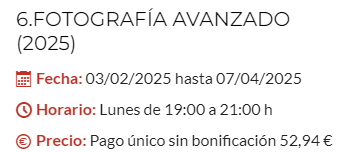 6.FOTOGRAFÍA AVANZADO
(2025)
Fecha: 03/02/2025 hasta 07/04/2025
Horario: Lunes de 19:00 a 21:00 h
Precio: Pago único sin bonificación 52,94 €